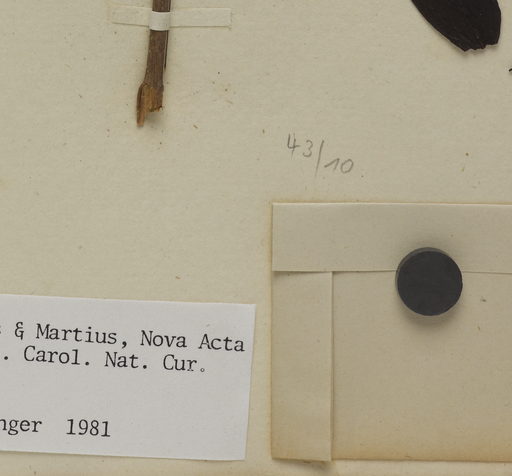 43/10
& Martius, Nova Acta
. Carol. Nat. Cur.
nger 1981